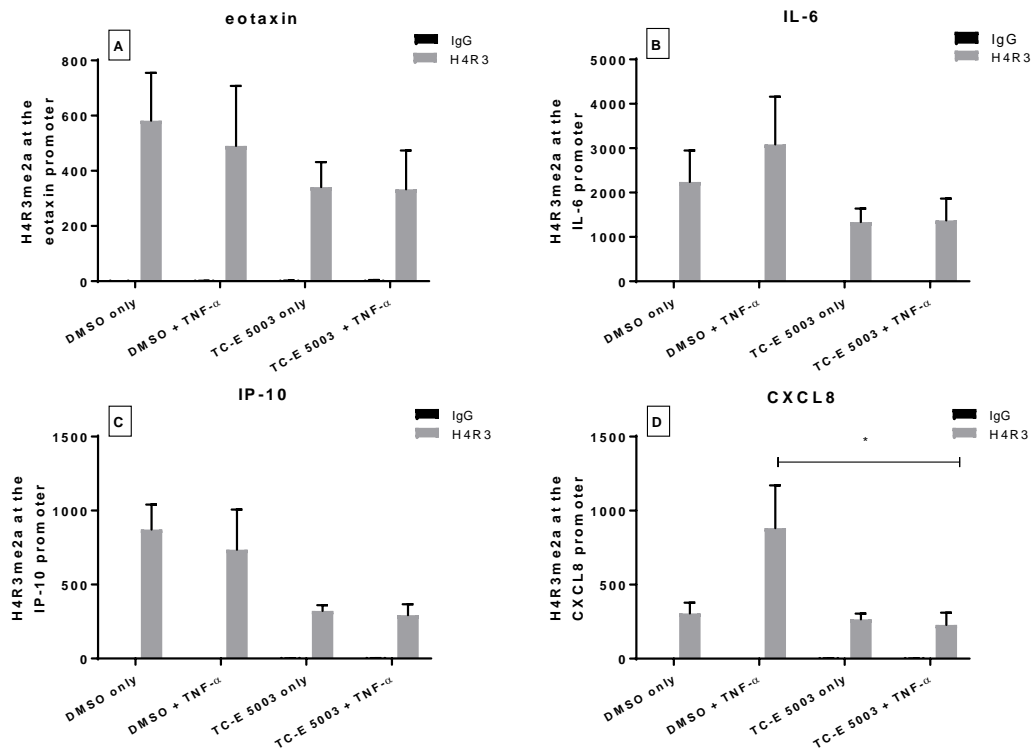 eotaxin
A
IgG
H4R3
H4R3me2a at the
eotaxin promoter
800
600
400
200
0
DMSO only
DMSO + TNF-α
TC-E 5003 only
TC-E 5003 + TNF-α
IL-6
B
IgG
H4R3
H4R3me2a at the
IL-6 promoter
5000
4000
3000
2000
1000
0
DMSO only
DMSO + TNF-α
TC-E 5003 only
TC-E 5003 + TNF-α
IP-10
C
IgG
H4R3
H4R3me2a at the
IP-10 promoter
1500
1000
500
0
DMSO only
DMSO + TNF-α
TC-E 5003 only
TC-E 5003 + TNF-α
CXCL8
D
IgG
H4R3
H4R3me2a at the
CXCL8 promoter
1500
1000
500
0
*
DMSO only
DMSO + TNF-α
TC-E 5003 only
TC-E 5003 + TNF-α